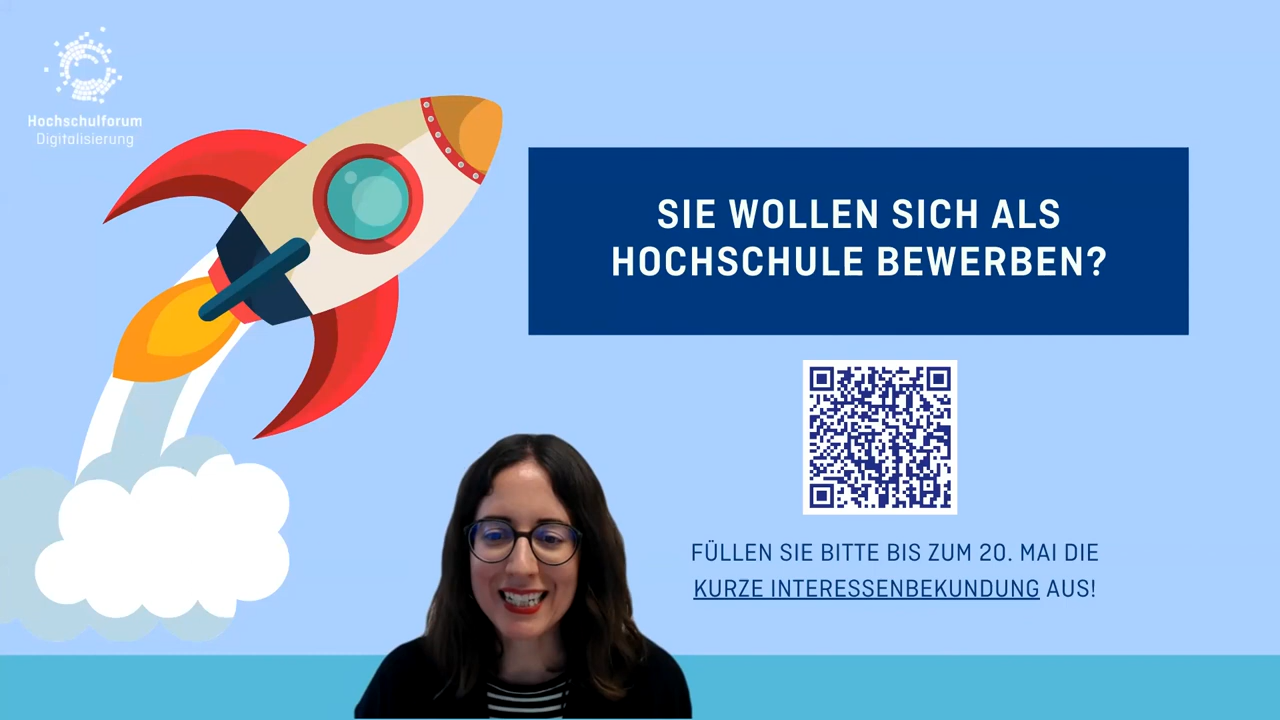 Hochschulforum
Digitalisierung
SIE WOLLEN SICH ALS
HOCHSCHULE BEWERBEN?
FÜLLEN SIE BITTE BIS ZUM 20. MAI DIE
KURZE INTERESSENBEKUNDUNG AUS!